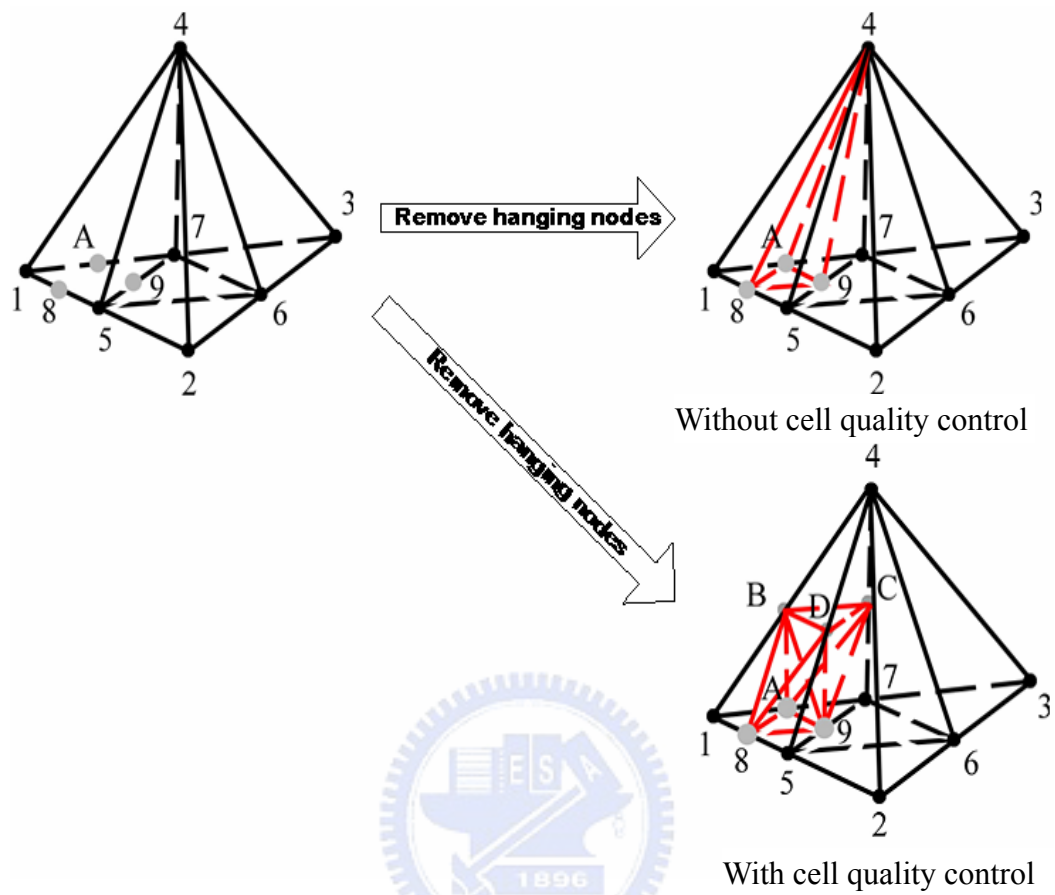 4
3
A
7
1
8
9
5
6
2
Remove hanging nodes
4
3
A
7
1
8
9
5
6
2
Without cell quality control
Remove hanging nodes
4
B
D
C
A
7
3
1
8
9
5
6
2
With cell quality control
E S A
1896